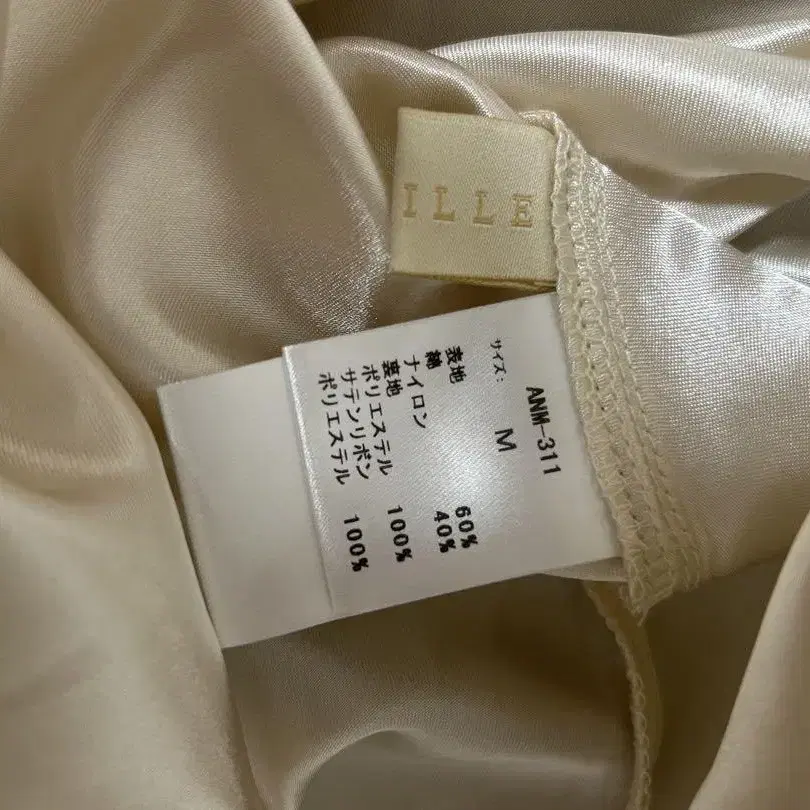 ILLE
ANM-311
サイズ: M
表地
綿 60%
ナイロン 40%
裏地
ポリエステル 100%
サテンリボン
ポリエステル 100%